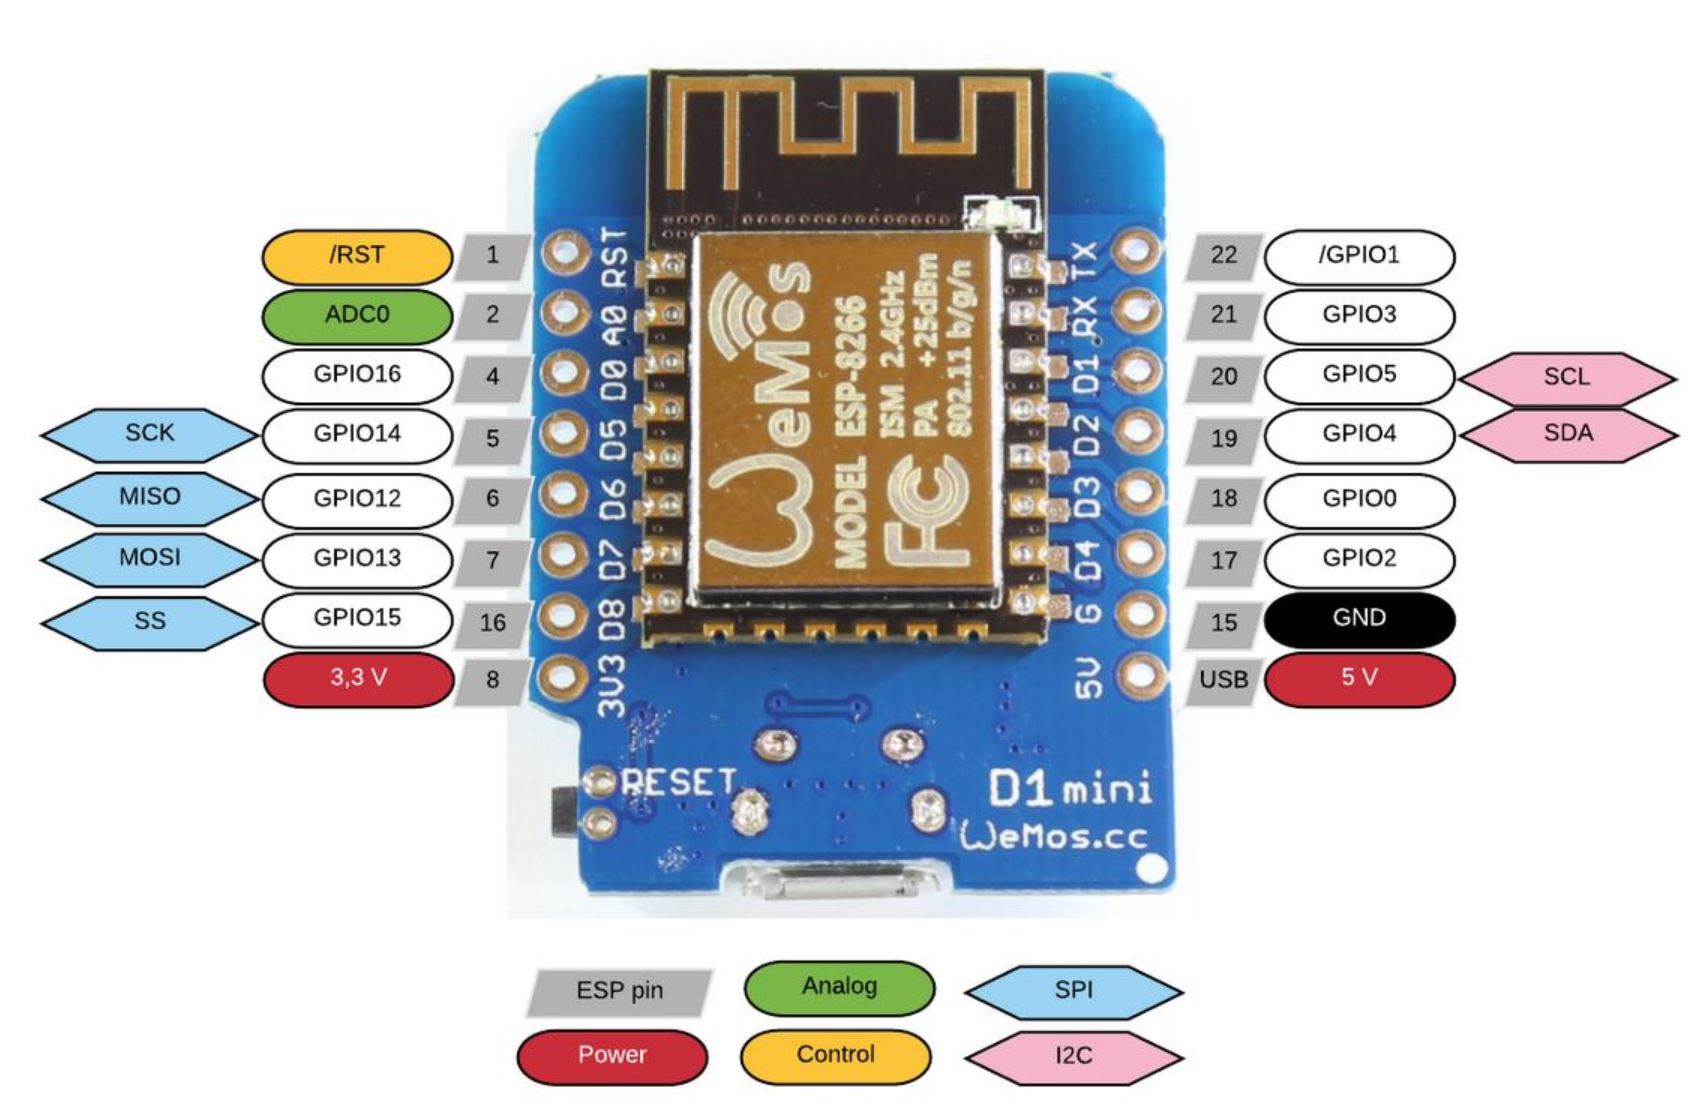 /RST 1 RST TX 22 /GPIO1
ADC0 2 A0 RX 21 GPIO3
GPIO16 4 D0 D1 20 GPIO5 SCL
SCK GPIO14 5 D5 D2 19 GPIO4 SDA
MISO GPIO12 6 D6 D3 18 GPIO0
MOSI GPIO13 7 D7 D4 17 GPIO2
SS GPIO15 16 D8 G 15 GND
3,3 V 8 3V3 5V USB 5 V
WeMos
MODEL ESP-8266
ISM 2.4GHz
PA +25dBm
802.11 b/g/n
FC
RESET
D1 mini
WeMos.cc
ESP pin Analog SPI
Power Control I2C